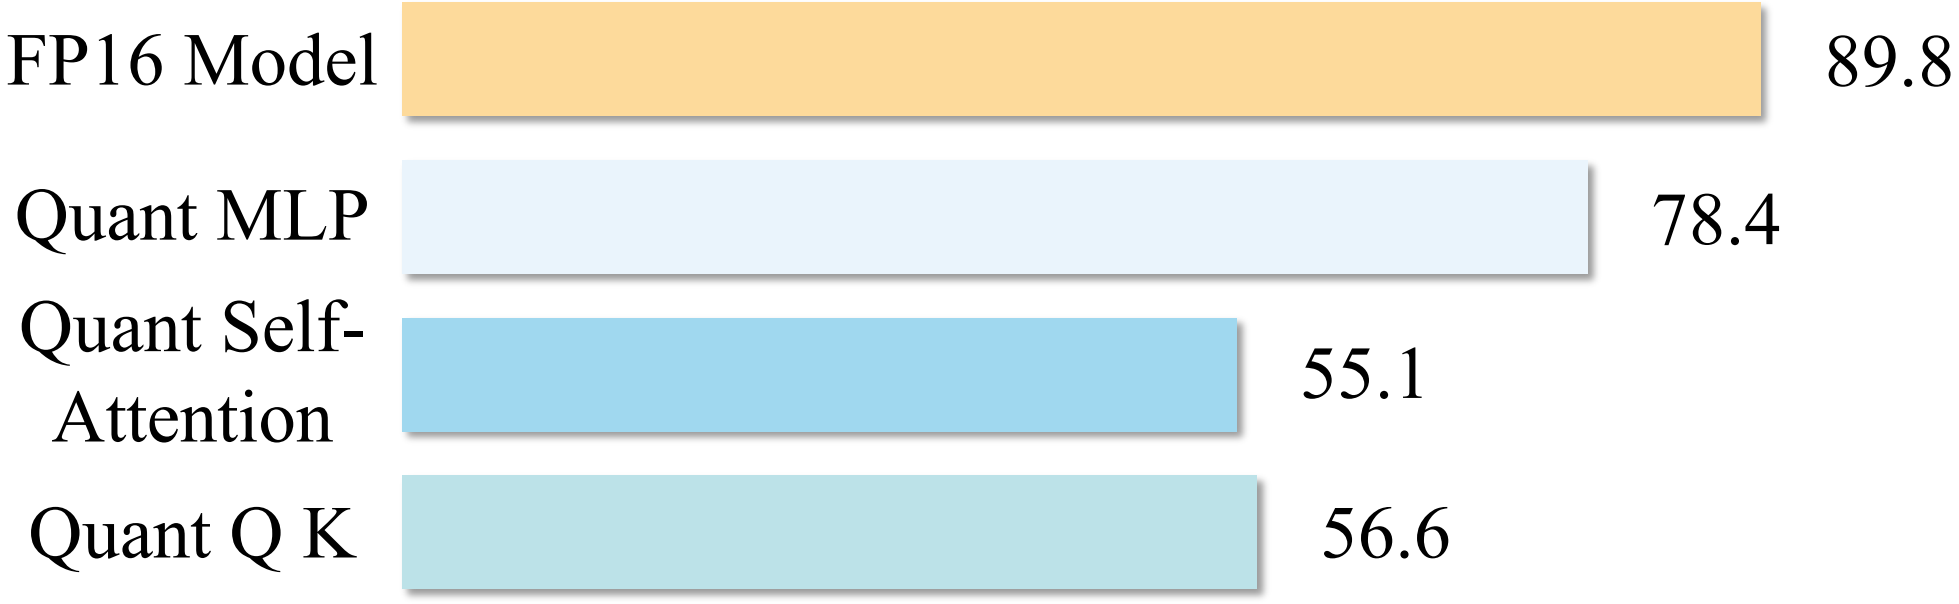 FP16 Model 89.8
Quant MLP 78.4
Quant Self-
Attention
55.1
Quant Q K 56.6